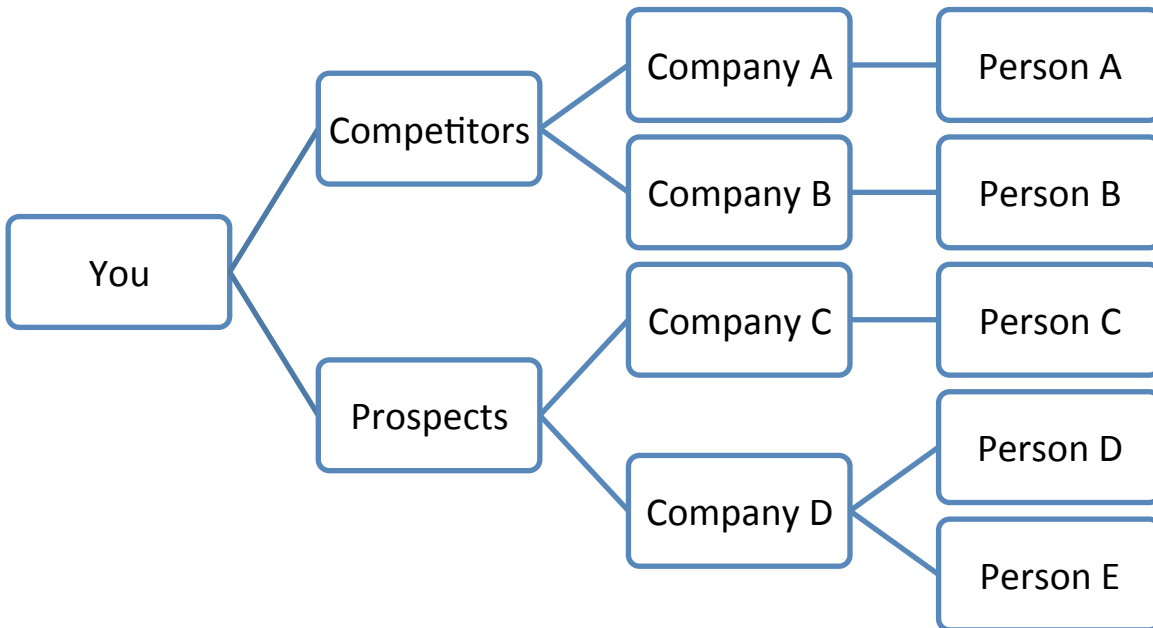 You
Competitors
Prospects
Company A
Company B
Company C
Company D
Person A
Person B
Person C
Person D
Person E